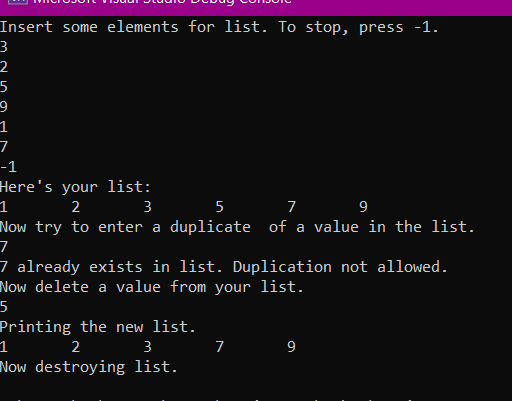 Microsoft Visual Studio Debug Console
Insert some elements for list. To stop, press -1.
3
2
5
9
1
7
-1
Here's your list:
1       2       3       5       7       9
Now try to enter a duplicate  of a value in the list.
7
7 already exists in list. Duplication not allowed.
Now delete a value from your list.
5
Printing the new list.
1       2       3       7       9
Now destroying list.